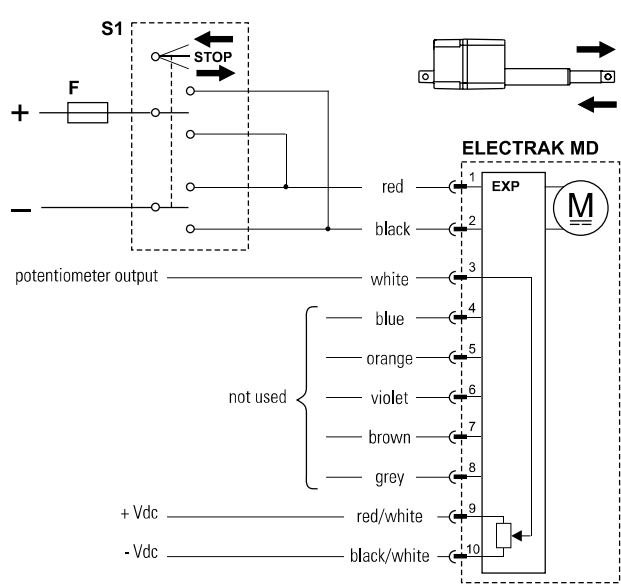 S1
STOP
F
+
–
ELECTRAK MD
EXP
M
red 1
black 2
potentiometer output white 3
blue 4
orange 5
not used violet 6
brown 7
grey 8
+ Vdc red/white 9
- Vdc black/white 10